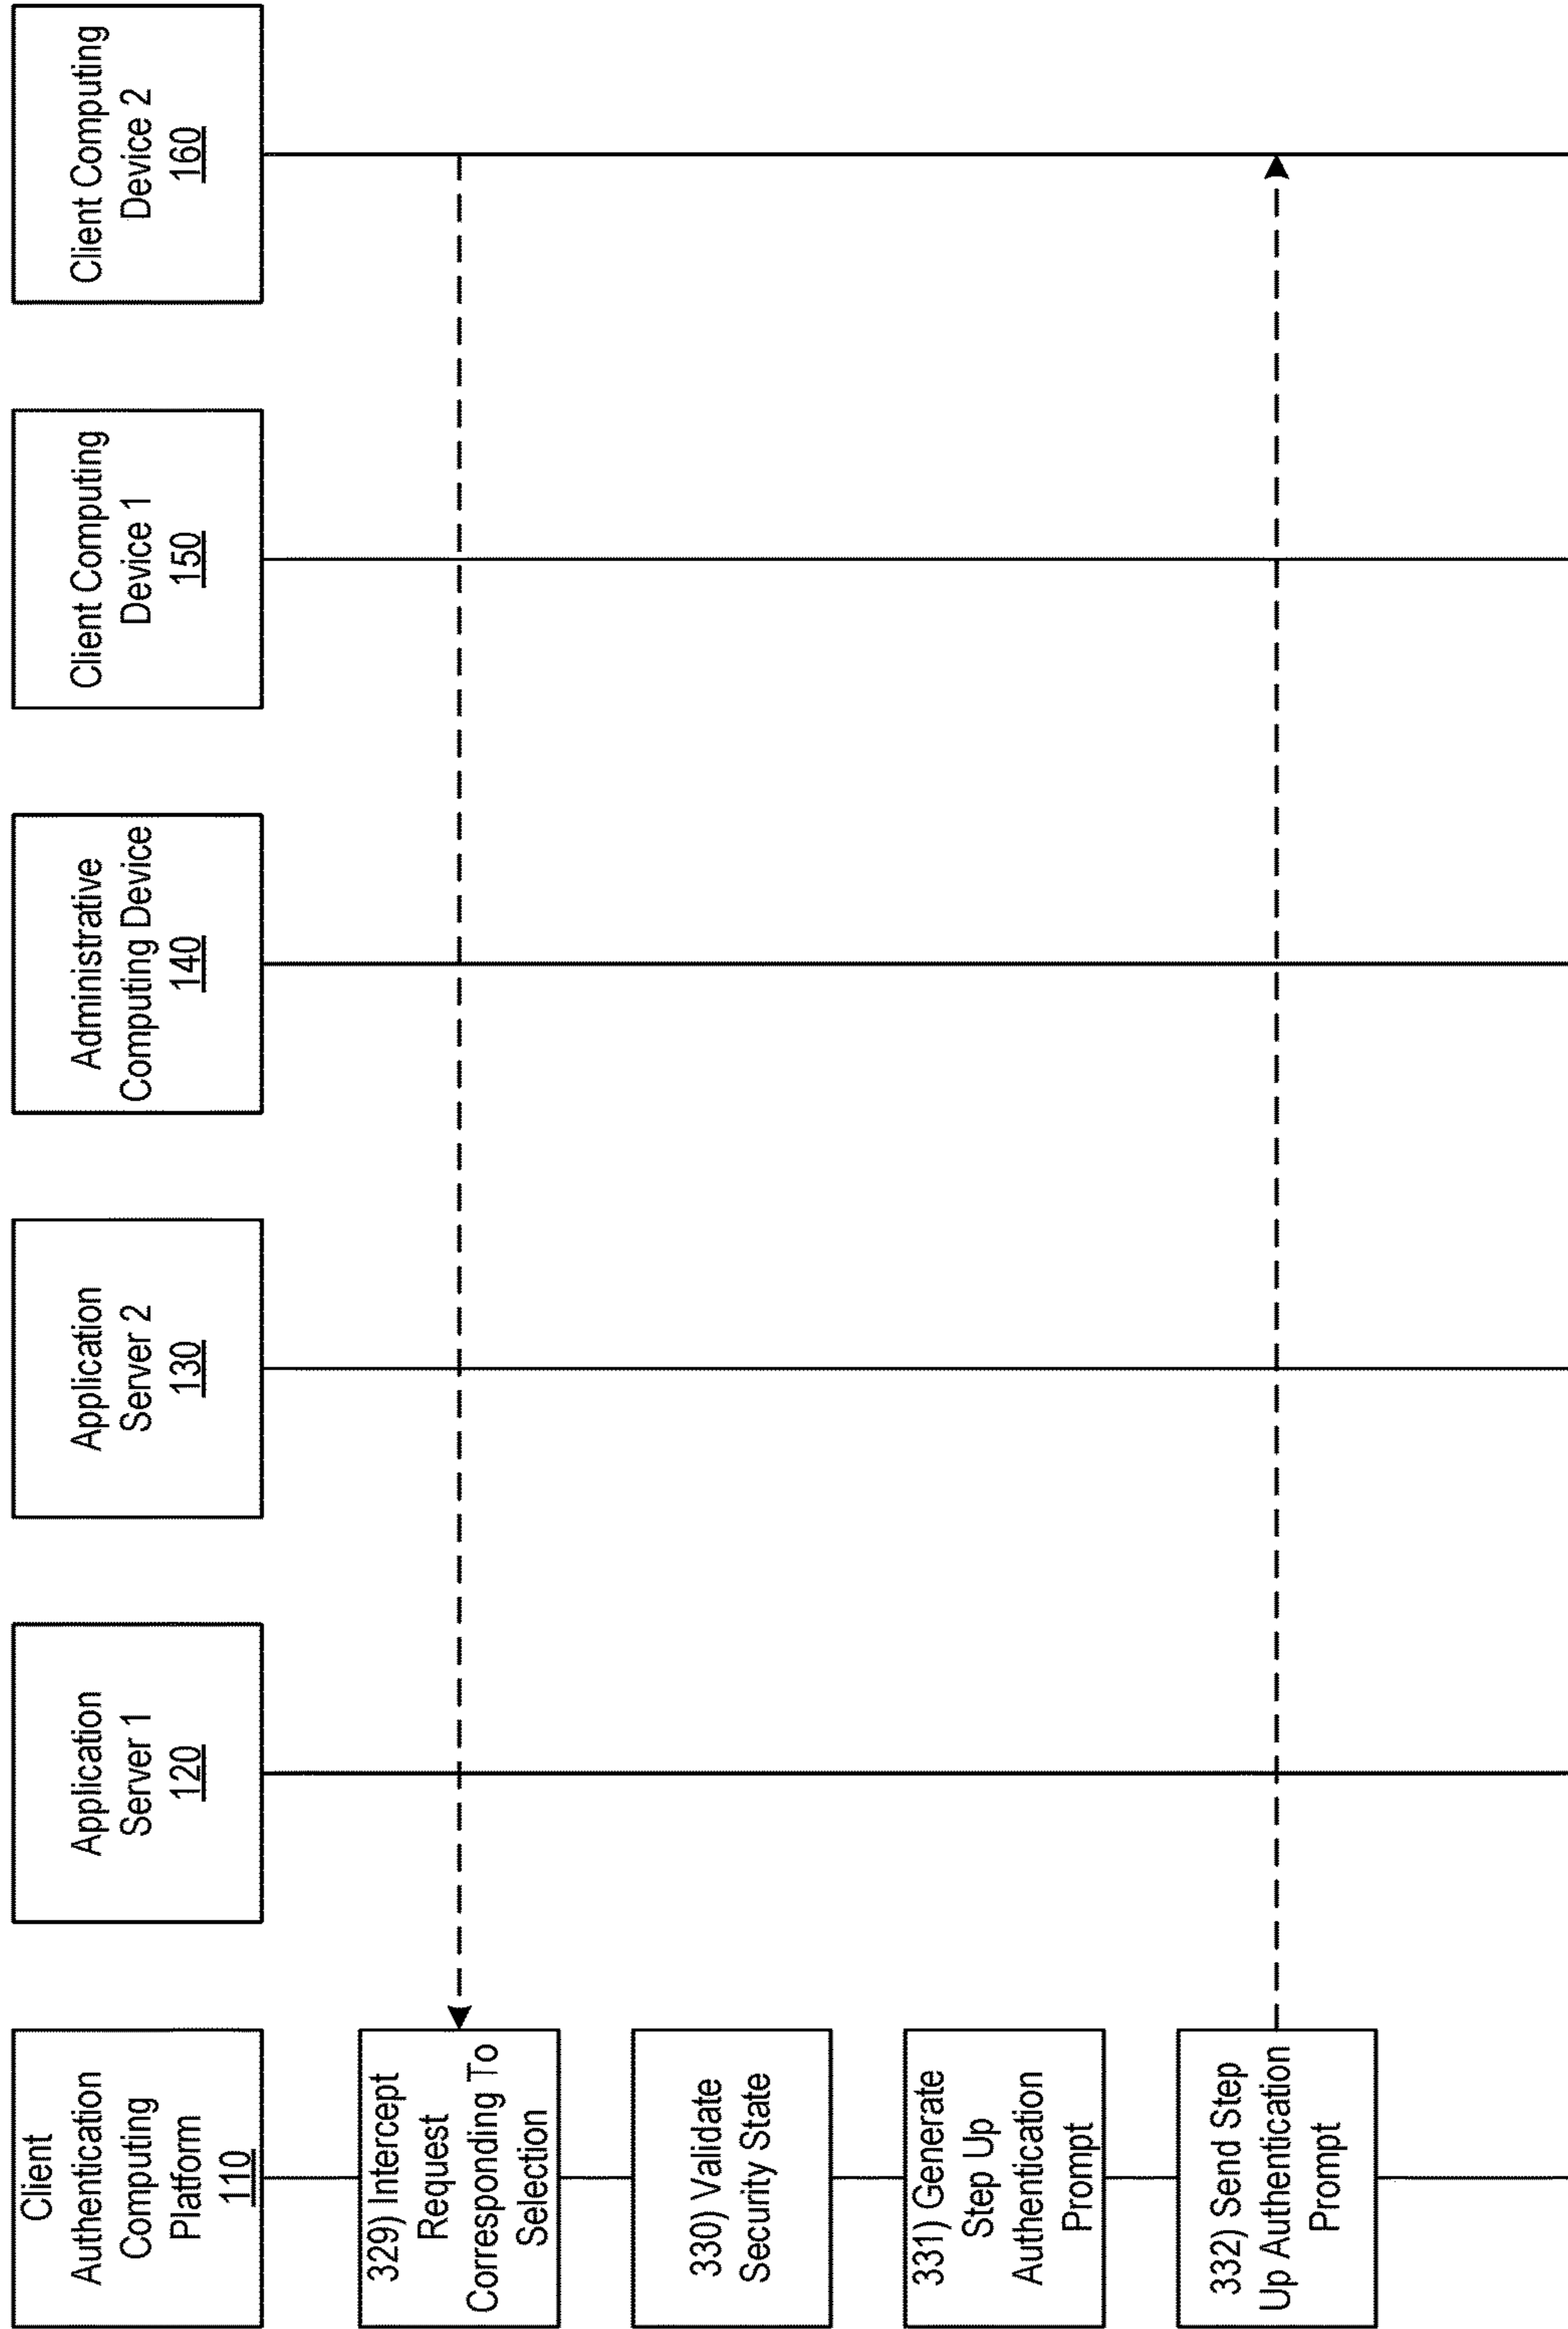 Client
Authentication
Computing
Platform
110
Application
Server 1
120
Application
Server 2
130
Administrative
Computing Device
140
Client Computing
Device 1
150
Client Computing
Device 2
160
329) Intercept
Request
Corresponding To
Selection
330) Validate
Security State
331) Generate
Step Up
Authentication
Prompt
332) Send Step
Up Authentication
Prompt